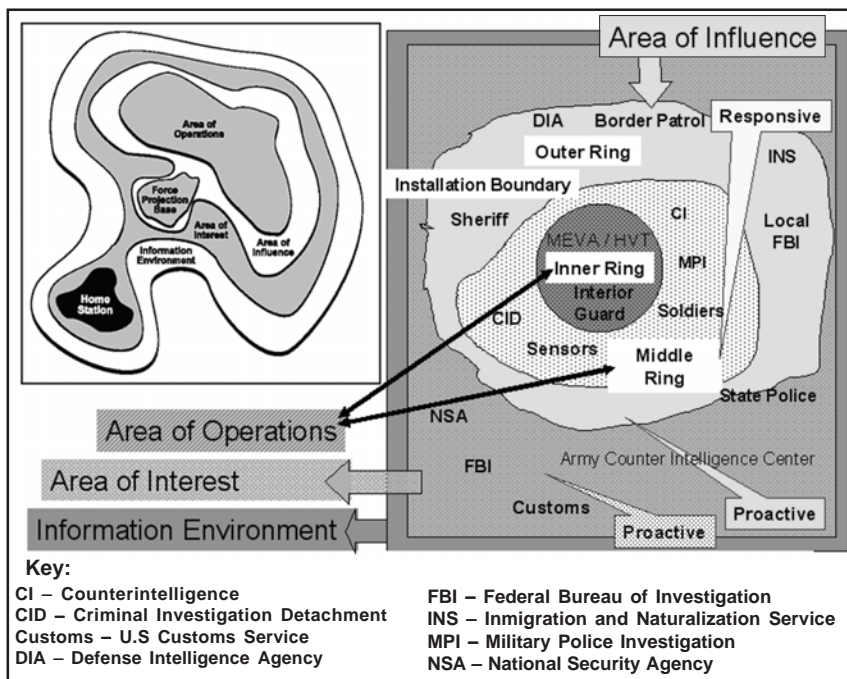 Area of
Operations
Force
Projection
Base
Area of
Interest
Area of
Influence
Information
Environment
Home
Station
Area of Influence
DIA
Border Patrol
Responsive
Outer Ring
INS
Installation Boundary
Sheriff
CI
Local
FBI
MEVA / HVT
Inner Ring
MPI
Interior
Guard
CID
Soldiers
Sensors
Middle
Ring
State Police
NSA
Area of Operations
Army Counter Intelligence Center
FBI
Area of Interest
Customs
Proactive
Proactive
Information Environment
Key:
CI – Counterintelligence
CID – Criminal Investigation Detachment
Customs – U.S Customs Service
DIA – Defense Intelligence Agency
FBI – Federal Bureau of Investigation
INS – Inmigration and Naturalization Service
MPI – Military Police Investigation
NSA – National Security Agency